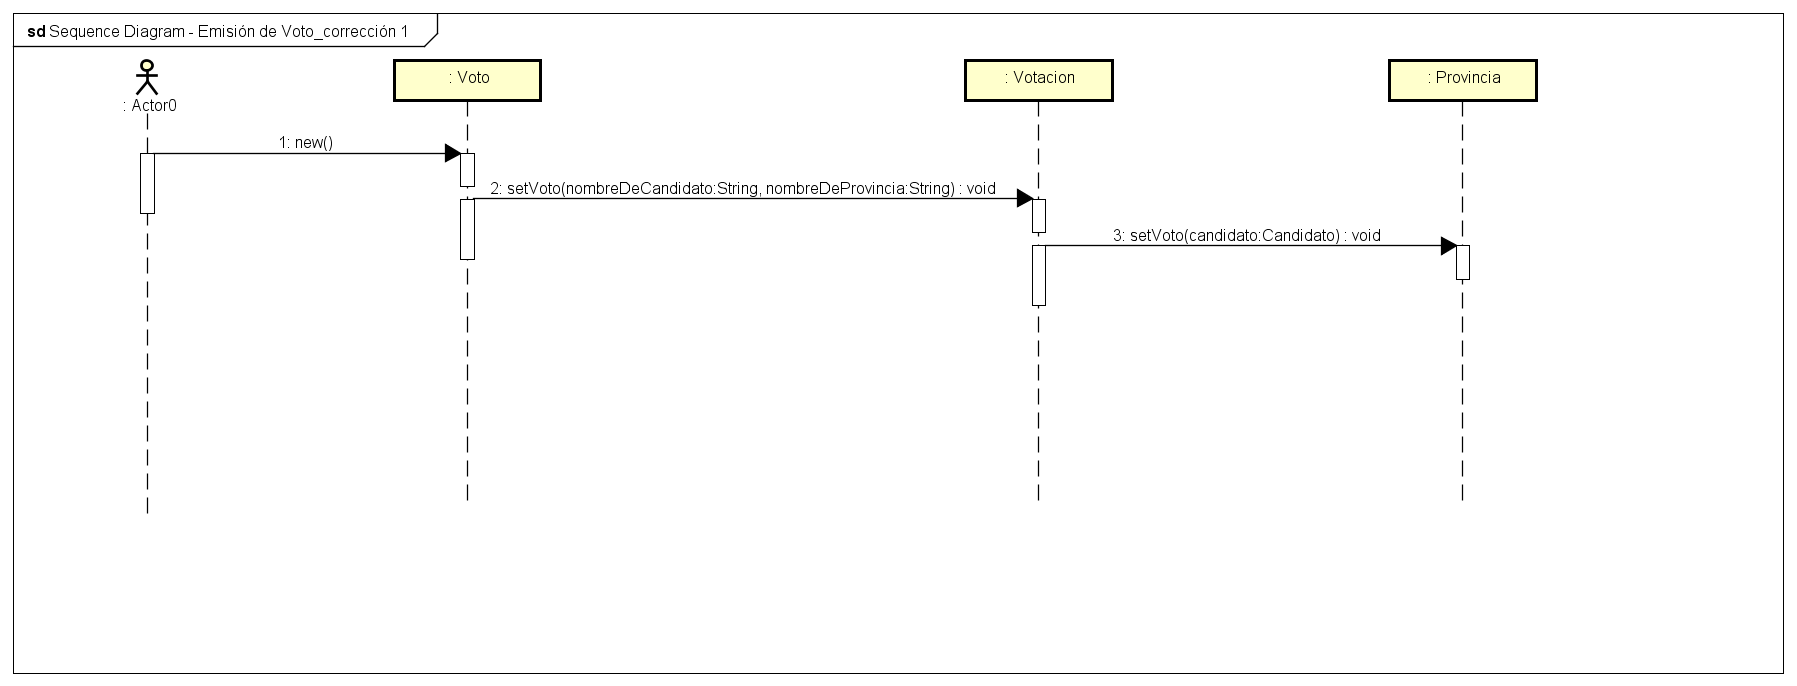 sd Sequence Diagram - Emisión de Voto_corrección 1
: Actor0
: Voto
: Votacion
: Provincia
1: new()
2: setVoto(nombreDeCandidato:String, nombreDeProvincia:String) : void
3: setVoto(candidato:Candidato) : void